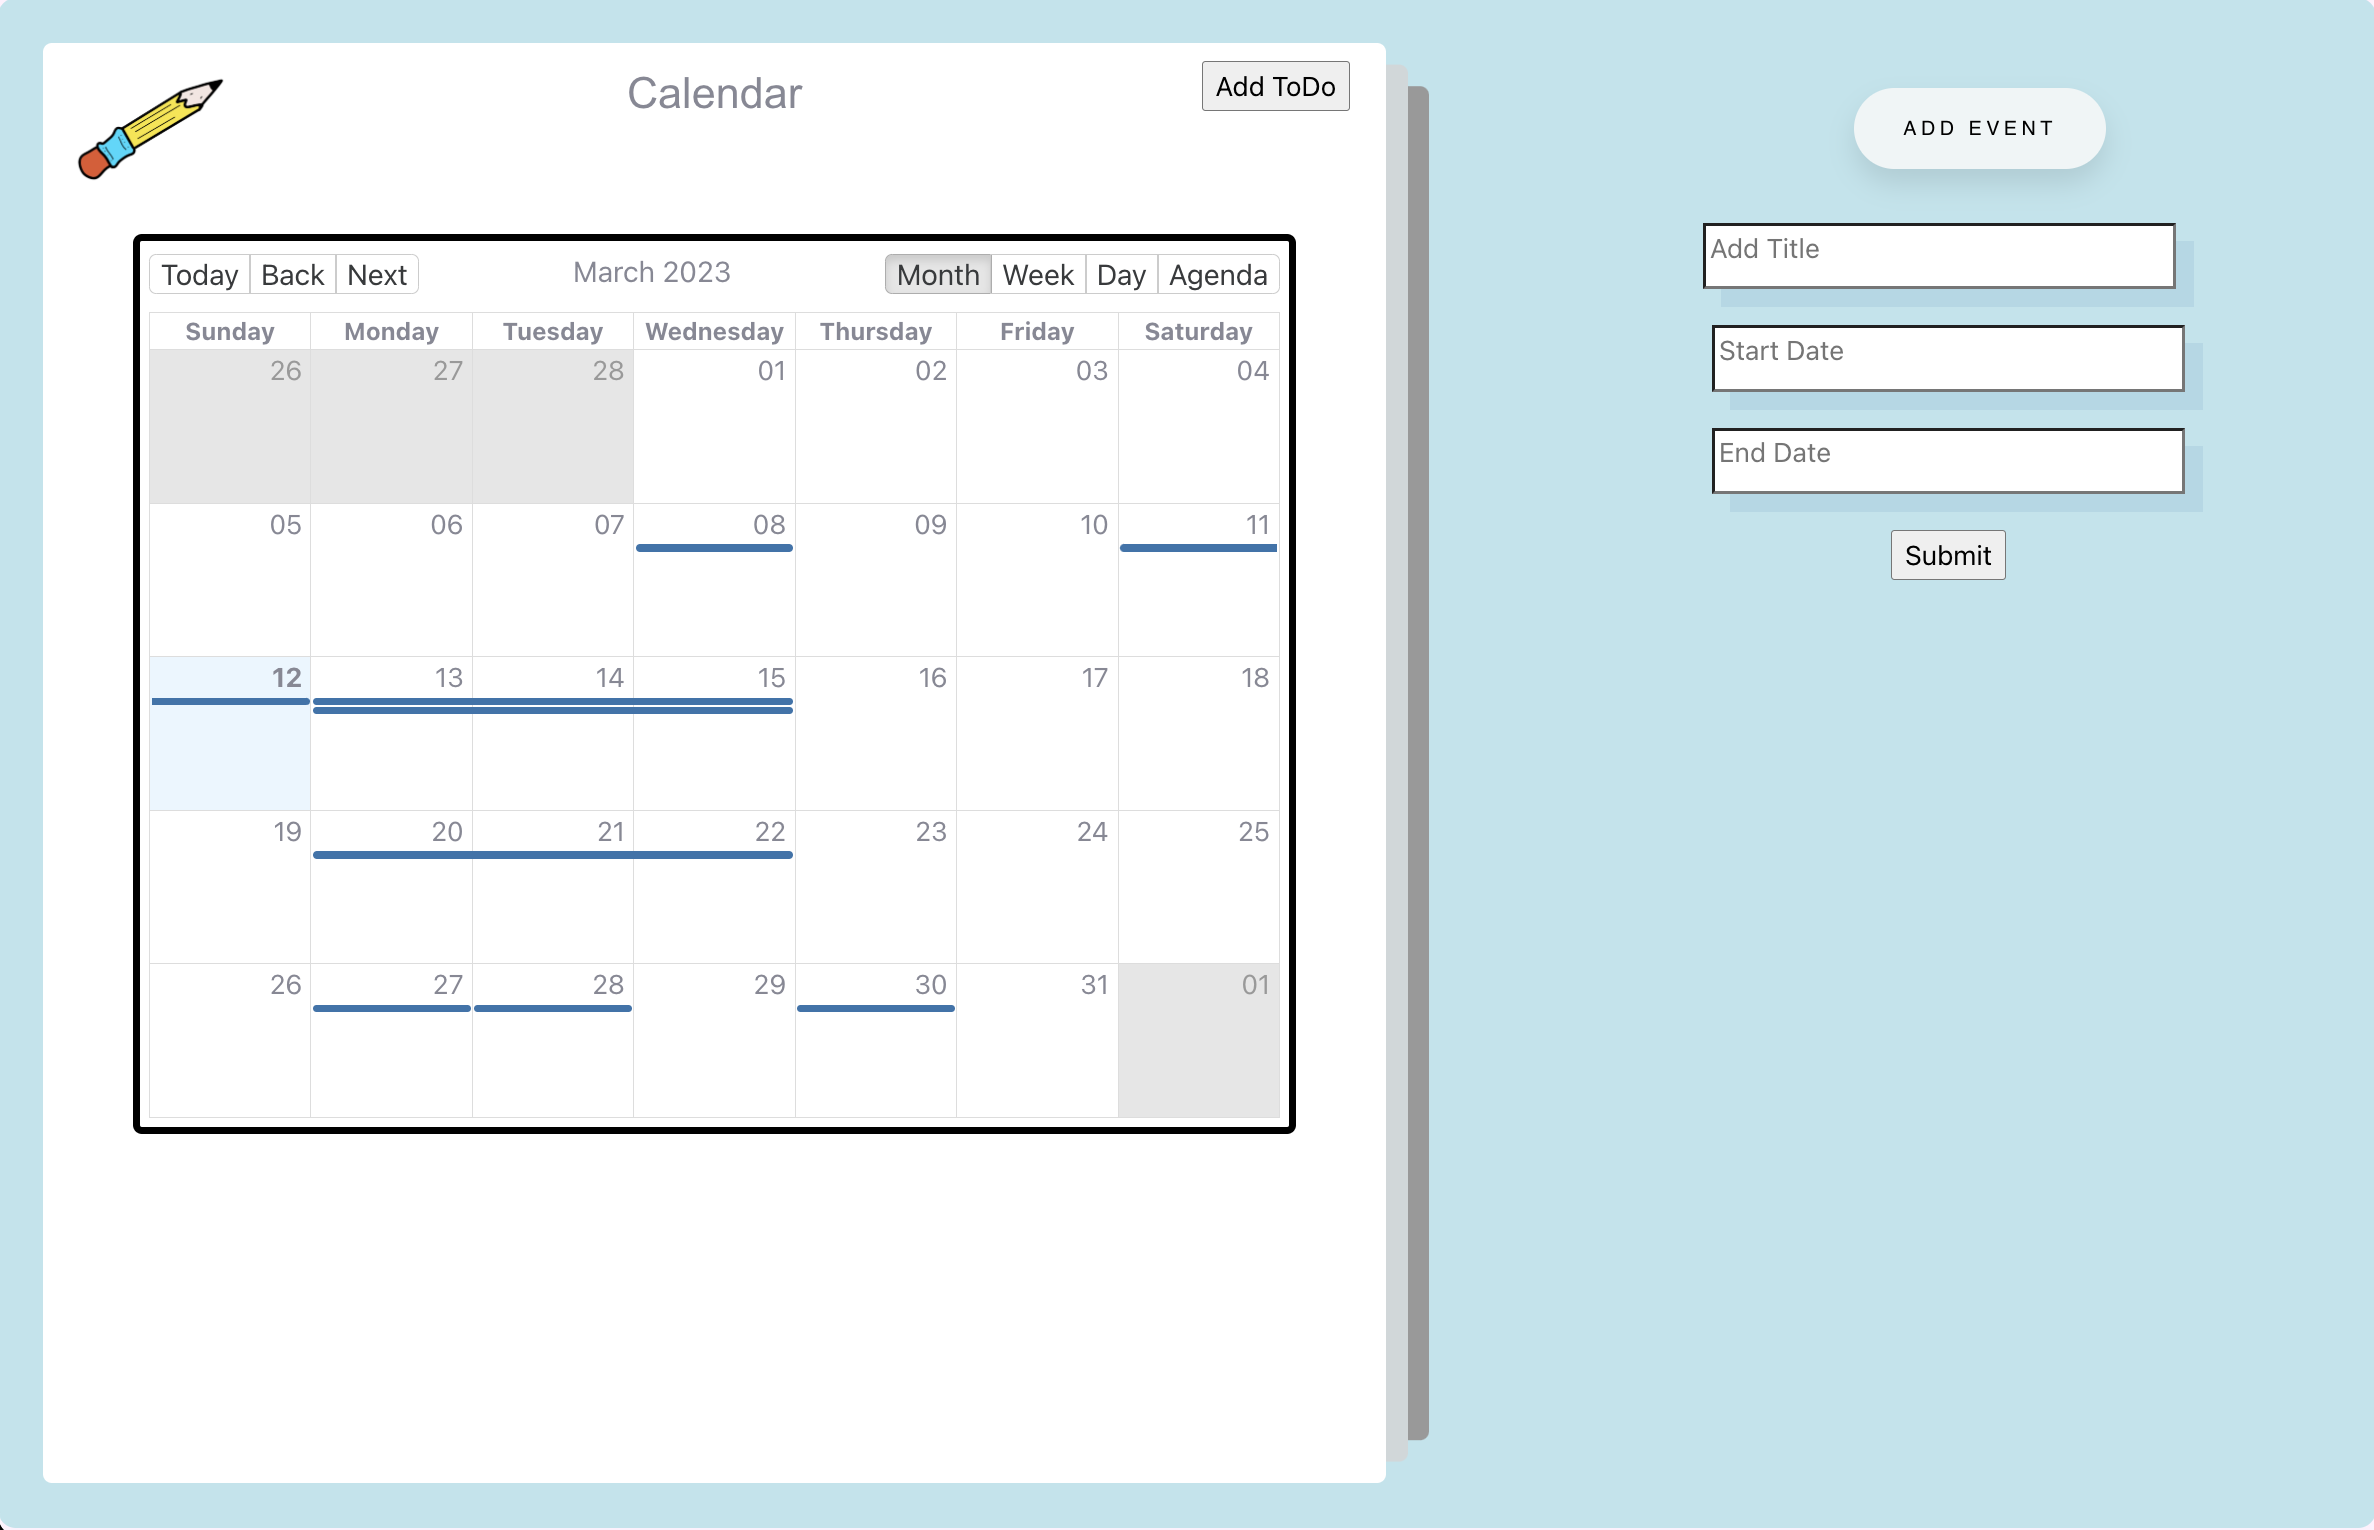 Calendar
Add ToDo
Today Back Next
March 2023
Month Week Day Agenda
Sunday Monday Tuesday Wednesday Thursday Friday Saturday
26 27 28 01 02 03 04
05 06 07 08 09 10 11
12 13 14 15 16 17 18
19 20 21 22 23 24 25
26 27 28 29 30 31 01
ADD EVENT
Add Title
Start Date
End Date
Submit